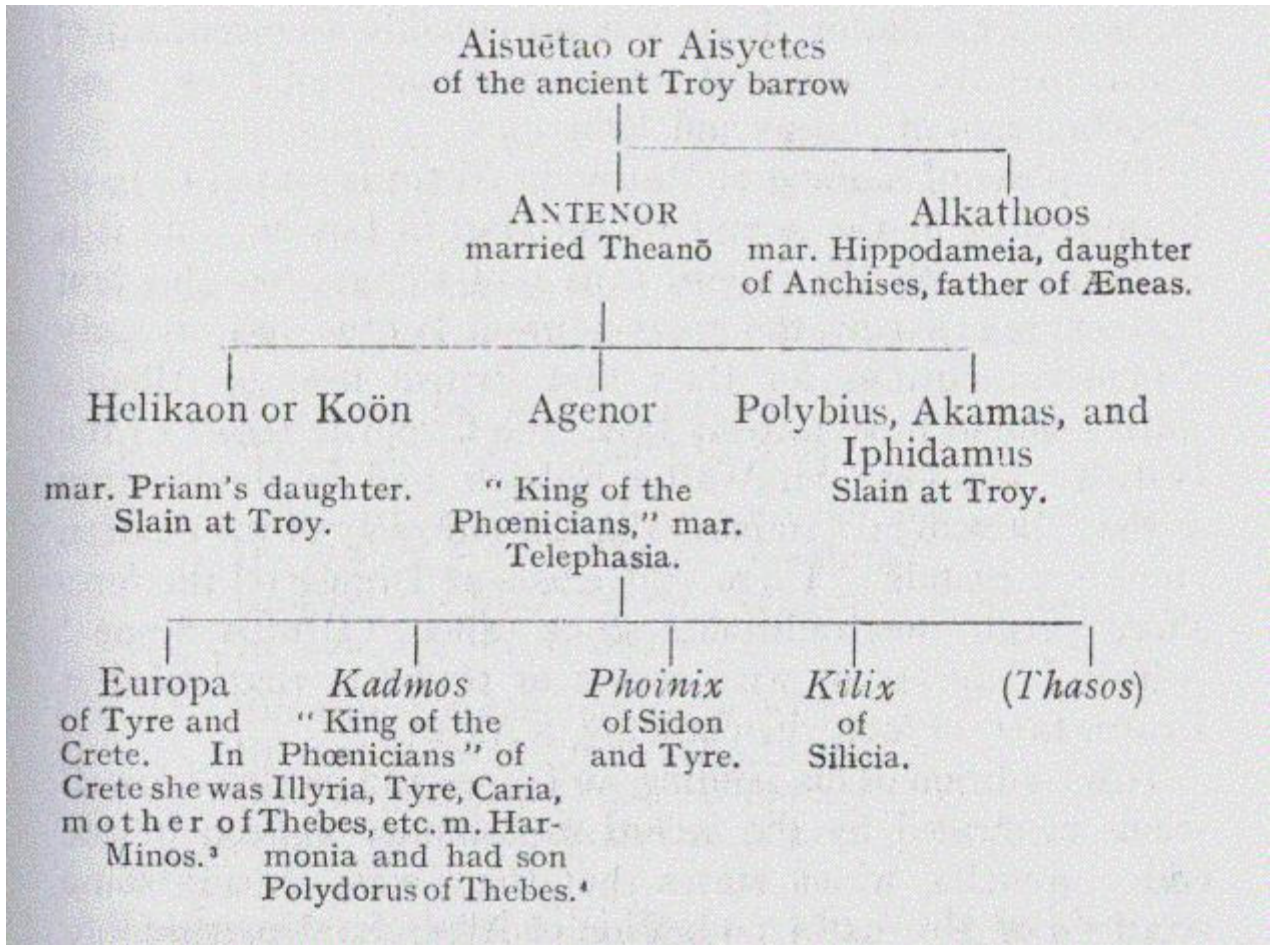 Aisuētao or Aisyetes
of the ancient Troy barrow
ANTENOR
married Theanō
Alkathoos
mar. Hippodameia, daughter
of Anchises, father of Æneas.
Helikaon or Koön
mar. Priam's daughter.
Slain at Troy.
Agenor
" King of the
Phœnicians," mar.
Telephasia.
Polybius, Akamas, and
Iphidamus
Slain at Troy.
Europa
of Tyre and
Crete. In
Crete she was
mother of
Minos.³
Kadmos
" King of the
Phœnicians " of
Illyria, Tyre, Caria,
Thebes, etc. m. Har-
monia and had son
Polydorus of Thebes.⁴
Phoinix
of Sidon
and Tyre.
Kilix
of
Silicia.
(Thasos)